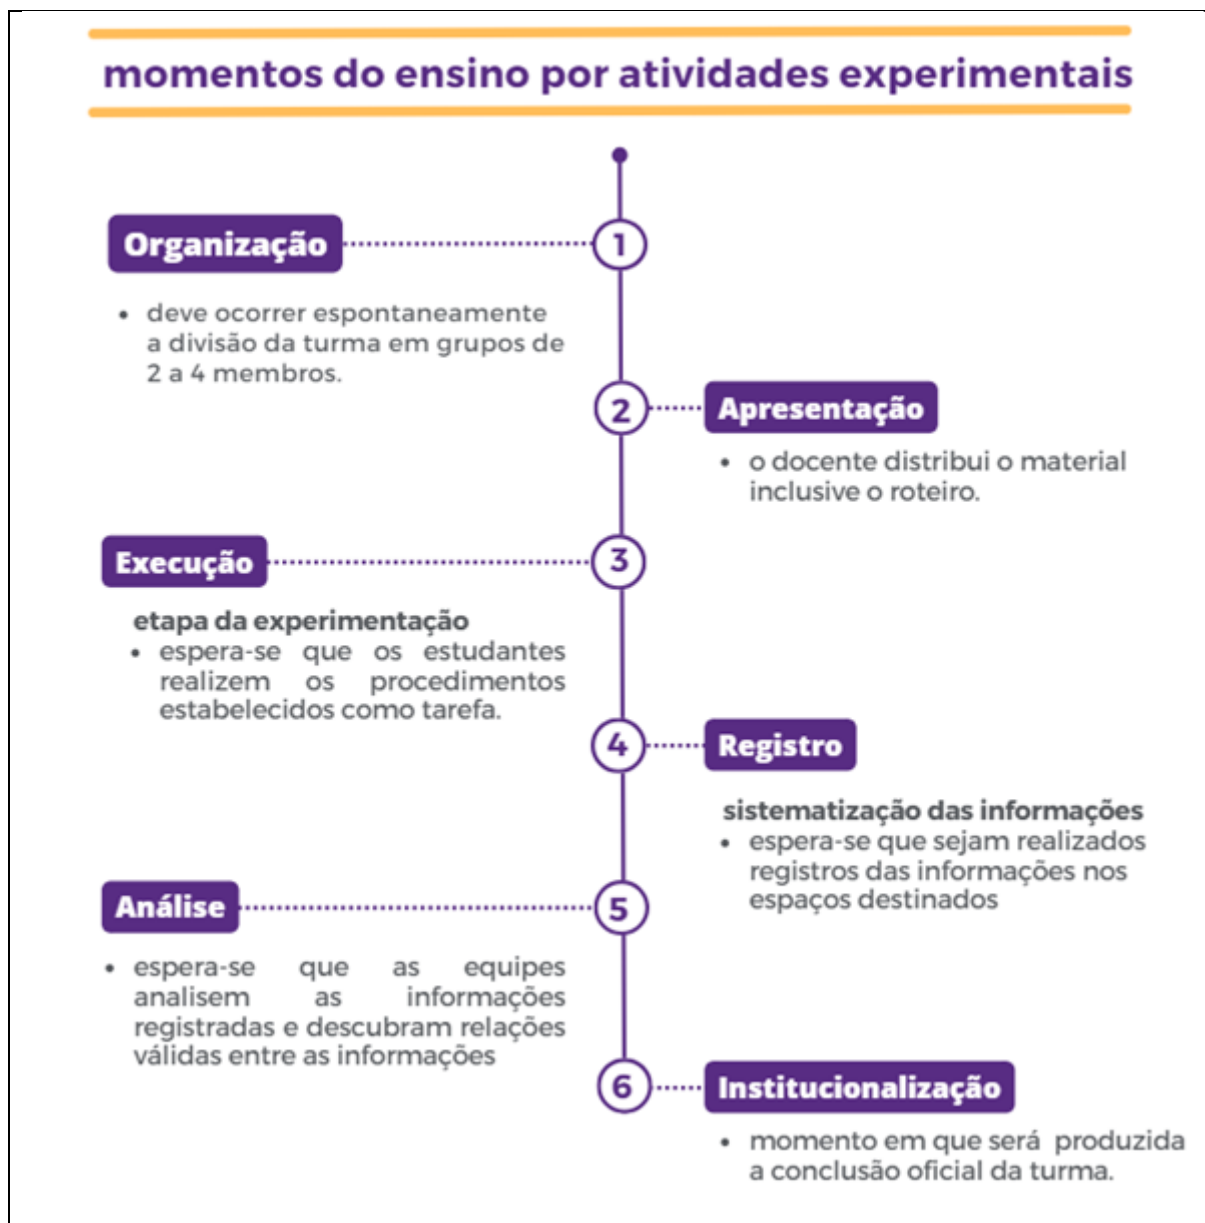 momentos do ensino por atividades experimentais
1
Organização
• deve ocorrer espontaneamente
a divisão da turma em grupos de
2 a 4 membros.
2
Apresentação
• o docente distribui o material
inclusive o roteiro.
3
Execução
etapa da experimentação
• espera-se que os estudantes
realizem os procedimentos
estabelecidos como tarefa.
4
Registro
sistematização das informações
• espera-se que sejam realizados
registros das informações nos
espaços destinados
5
Análise
• espera-se que as equipes
analisem as informações
registradas e descubram relações
válidas entre as informações
6
Institucionalização
• momento em que será produzida
a conclusão oficial da turma.